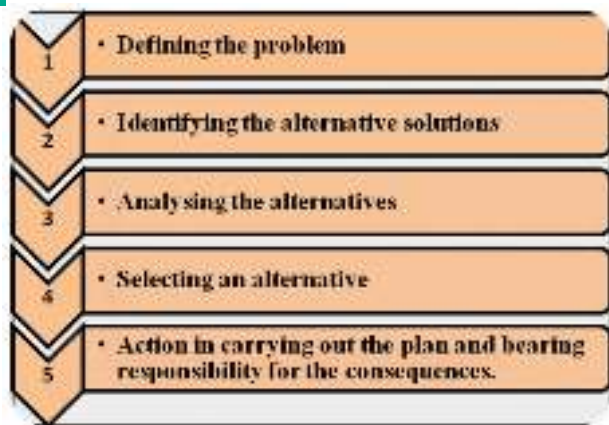 1
• Defining the problem
2
• Identifying the alternative solutions
3
• Analysing the alternatives
4
• Selecting an alternative
5
• Action in carrying out the plan and bearing
responsibility for the consequences.